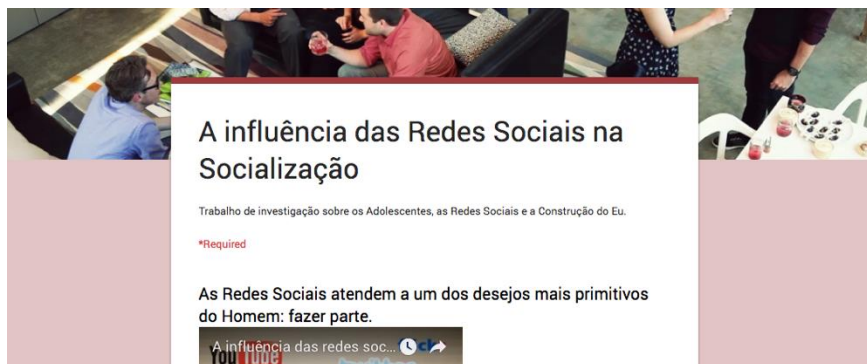 A influência das Redes Sociais na
Socialização
Trabalho de investigação sobre os Adolescentes, as Redes Sociais e a Construção do Eu.
*Required
As Redes Sociais atendem a um dos desejos mais primitivos
do Homem: fazer parte.
A influência das redes soc...
YouTube